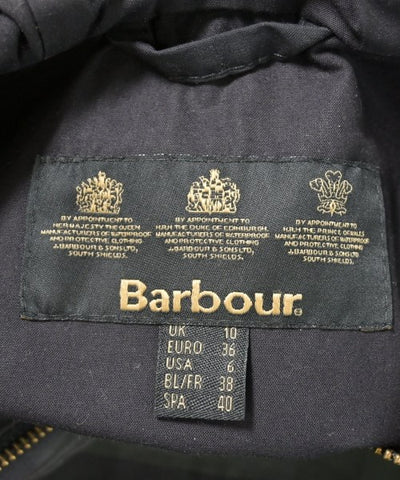 BY APPOINTMENT TO
HER MAJESTY THE QUEEN
MANUFACTURERS OF WATERPROOF
AND PROTECTIVE CLOTHING
J. BARBOUR & SONS LTD.
SOUTH SHIELDS.
BY APPOINTMENT TO
H.R.H. THE DUKE OF EDINBURGH.
MANUFACTURERS OF WATERPROOF
AND PROTECTIVE CLOTHING
J. BARBOUR & SONS LTD.
SOUTH SHIELDS.
BY APPOINTMENT TO
H.R.H. THE PRINCE OF WALES
MANUFACTURERS OF WATERPROOF
AND PROTECTIVE CLOTHING
J. BARBOUR & SONS LTD.
SOUTH SHIELDS.
Barbour®
UK 10
EURO 36
USA 6
BL/FR 38
SPA 40